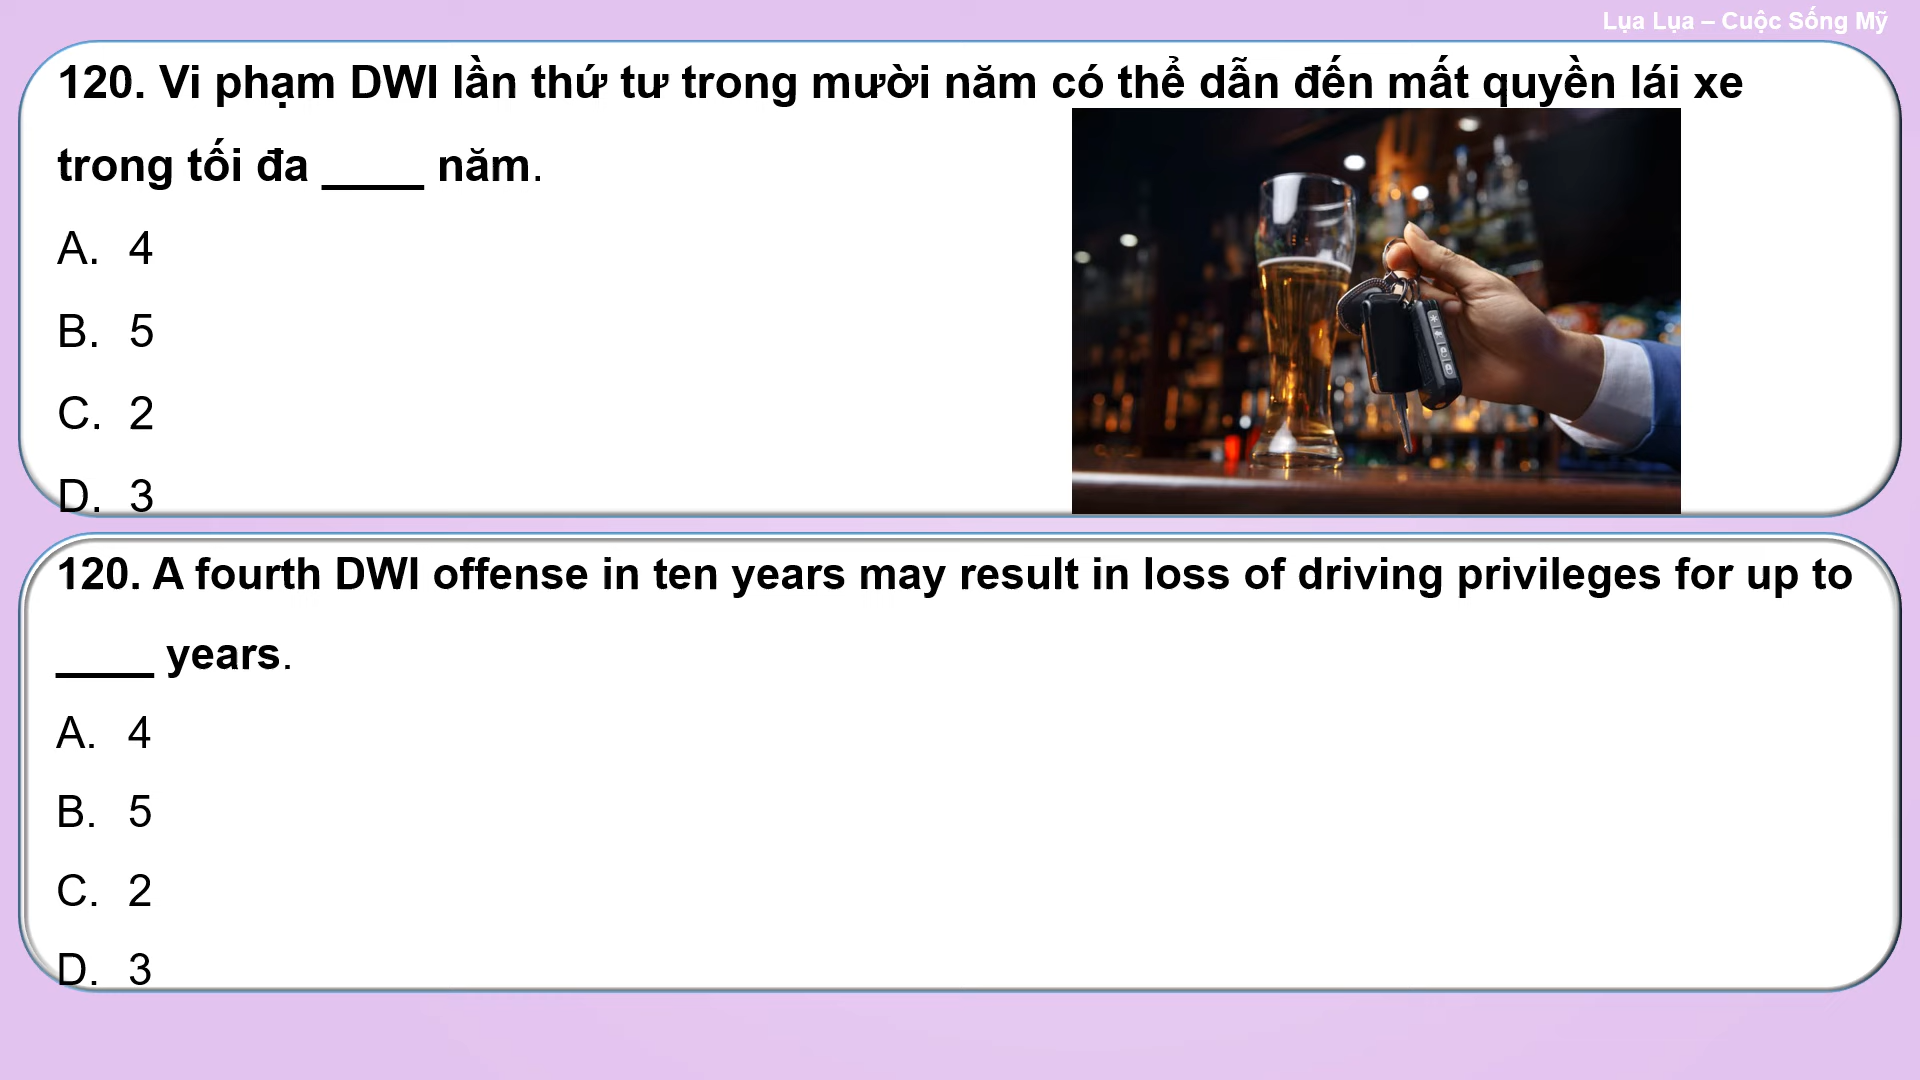 Lụa Lụa – Cuộc Sống Mỹ
120. Vi phạm DWI lần thứ tư trong mười năm có thể dẫn đến mất quyền lái xe
trong tối đa ____ năm.
A. 4
B. 5
C. 2
D. 3
120. A fourth DWI offense in ten years may result in loss of driving privileges for up to
____ years.
A. 4
B. 5
C. 2
D. 3